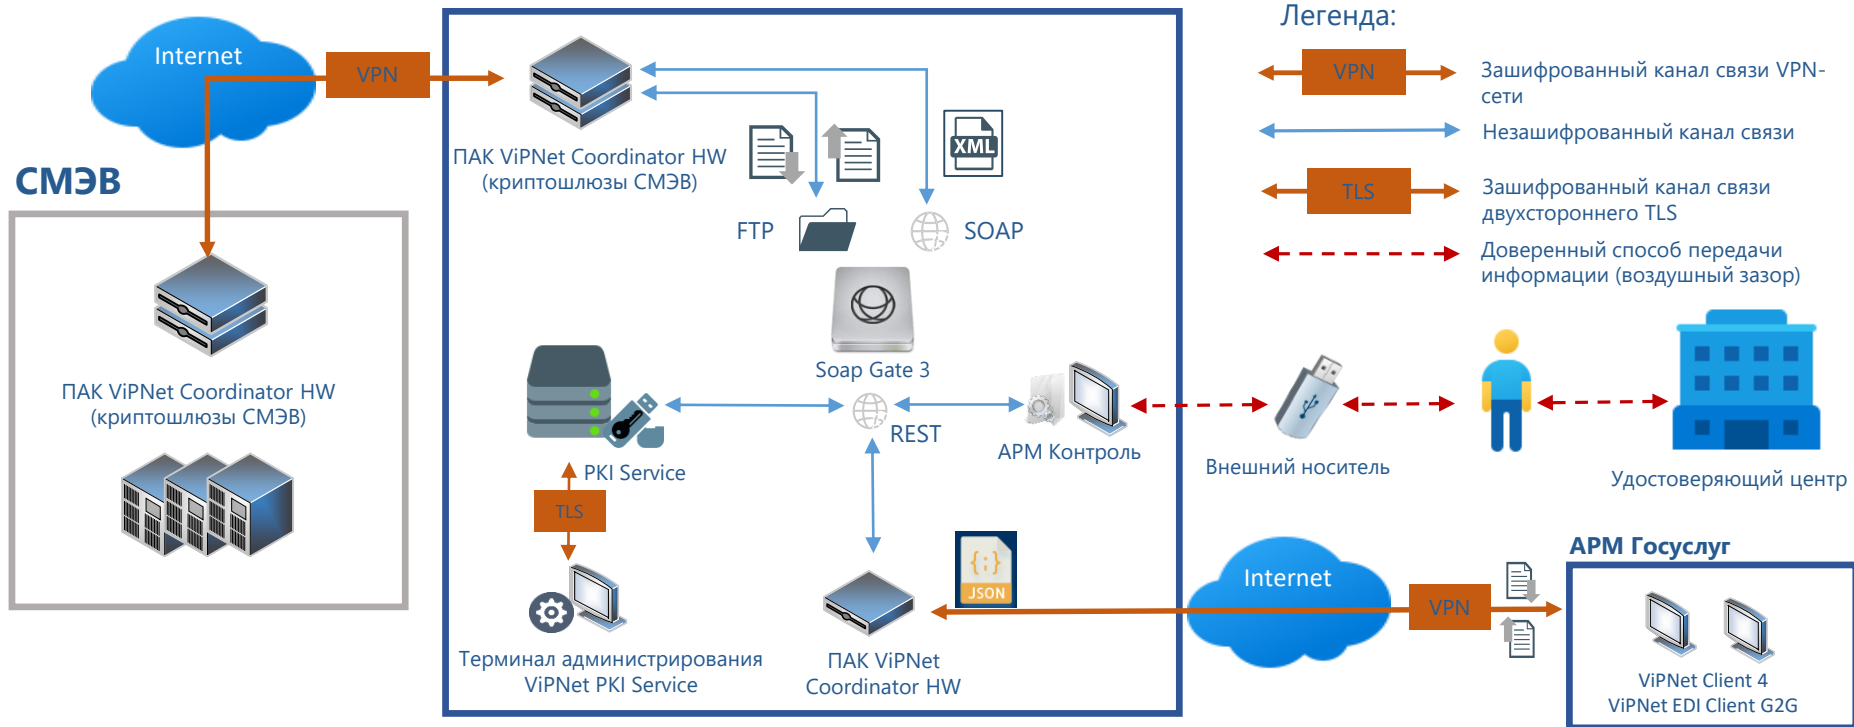 Internet
VPN
СМЭВ
ПАК ViPNet Coordinator HW
(криптошлюзы СМЭВ)
ПАК ViPNet Coordinator HW
(криптошлюзы СМЭВ)
XML
FTP
SOAP
Soap Gate 3
REST
PKI Service
TLS
Терминал администрирования
ViPNet PKI Service
АРМ Контроль
JSON
ПАК ViPNet
Coordinator HW
Легенда:
VPN
Зашифрованный канал связи VPN-
сети
Незашифрованный канал связи
TLS
Зашифрованный канал связи
двухстороннего TLS
Доверенный способ передачи
информации (воздушный зазор)
Внешний носитель
Удостоверяющий центр
Internet
VPN
АРМ Госуслуг
ViPNet Client 4
ViPNet EDI Client G2G